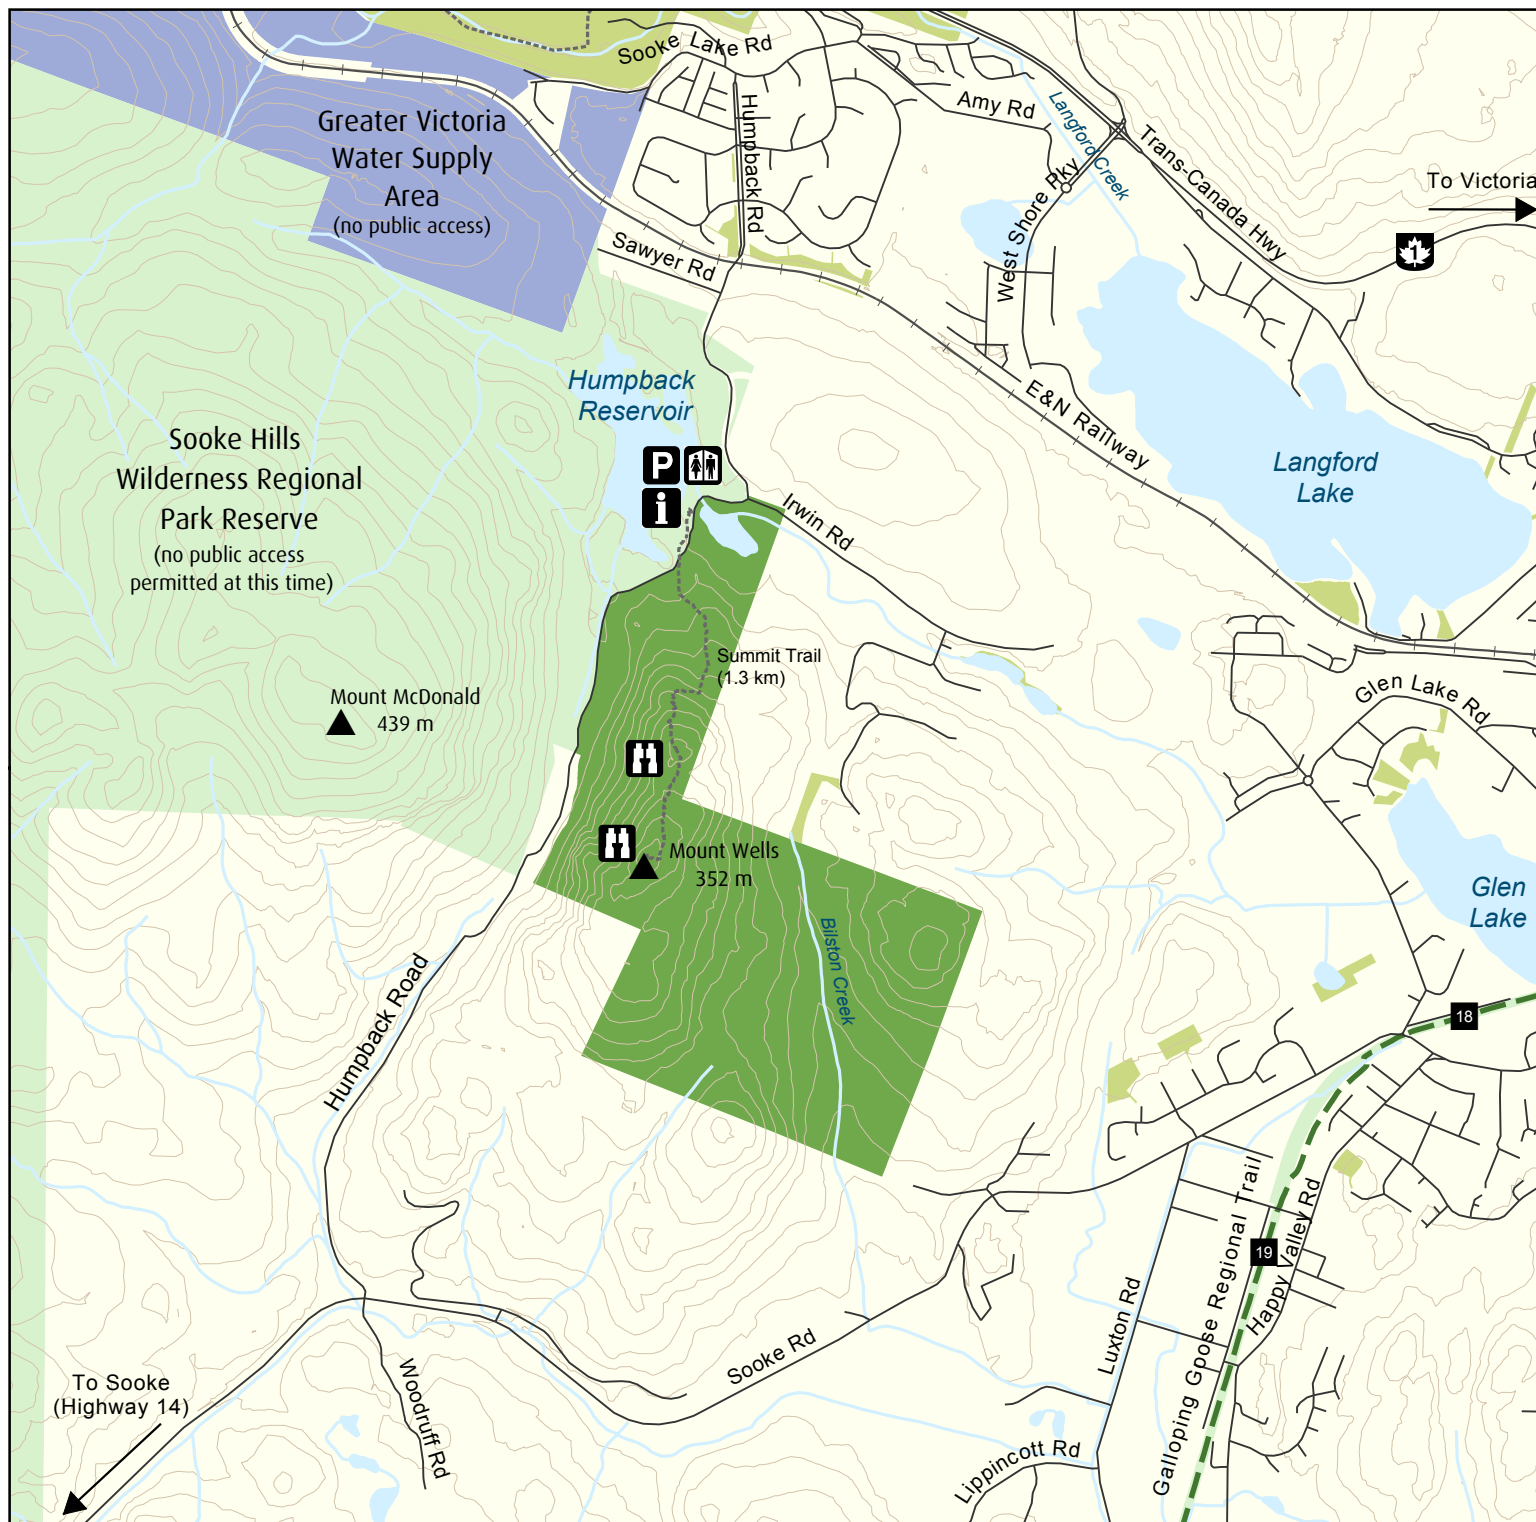 Sooke Lake Rd
Greater Victoria
Water Supply
Area
(no public access)
Humpback Rd
Amy Rd
Langford Creek
Trans-Canada Hwy
To Victoria
1
West Shore Pky
Sawyer Rd
Humpback
Reservoir
E&N Railway
Langford
Lake
Sooke Hills
Wilderness Regional
Park Reserve
(no public access
permitted at this time)
P
i
Irwin Rd
Summit Trail
(1.3 km)
Mount McDonald
439 m
Glen Lake Rd
Mount Wells
352 m
Glen
Lake
Bilston Creek
Humpback Road
18
19
Galloping Goose Regional Trail
Happy Valley Rd
Luxton Rd
Sooke Rd
Woodruff Rd
To Sooke
(Highway 14)
Lippincott Rd